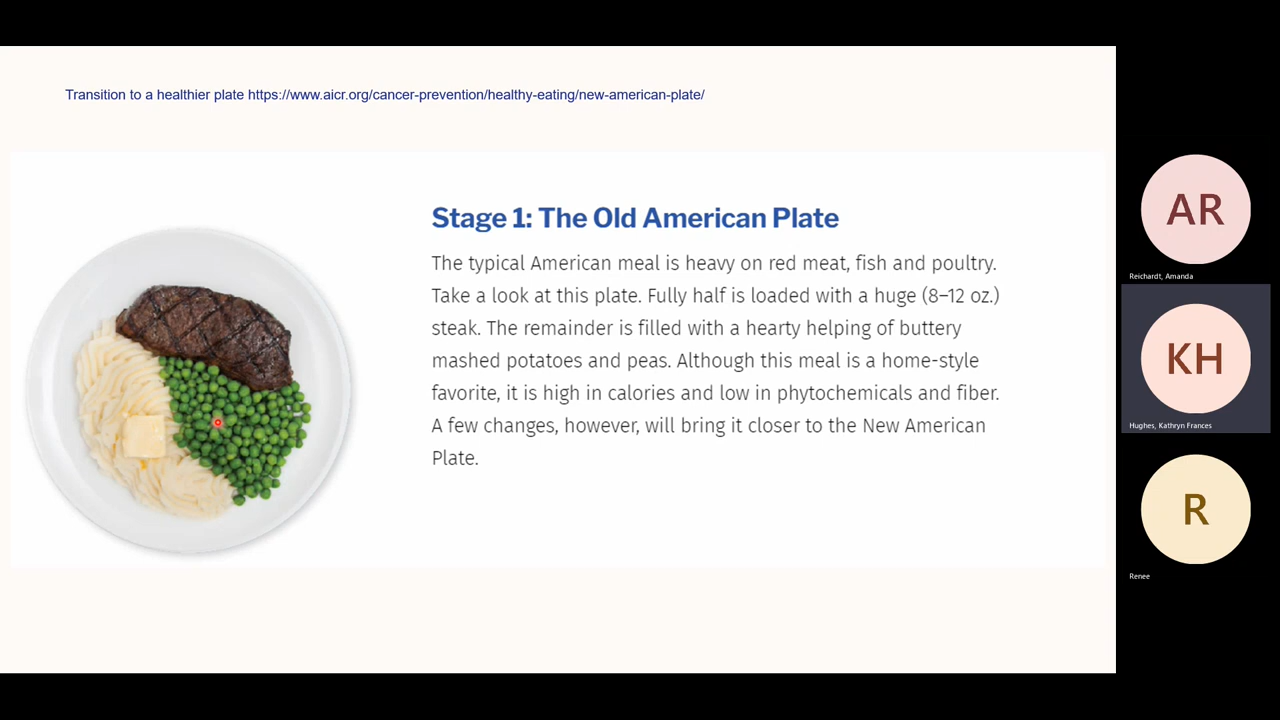 Transition to a healthier plate https://www.aicr.org/cancer-prevention/healthy-eating/new-american-plate/
Stage 1: The Old American Plate
The typical American meal is heavy on red meat, fish and poultry.
Take a look at this plate. Fully half is loaded with a huge (8–12 oz.)
steak. The remainder is filled with a hearty helping of buttery
mashed potatoes and peas. Although this meal is a home-style
favorite, it is high in calories and low in phytochemicals and fiber.
A few changes, however, will bring it closer to the New American
Plate.
AR
Reichardt, Amanda
KH
Hughes, Kathryn Frances
R
Renee